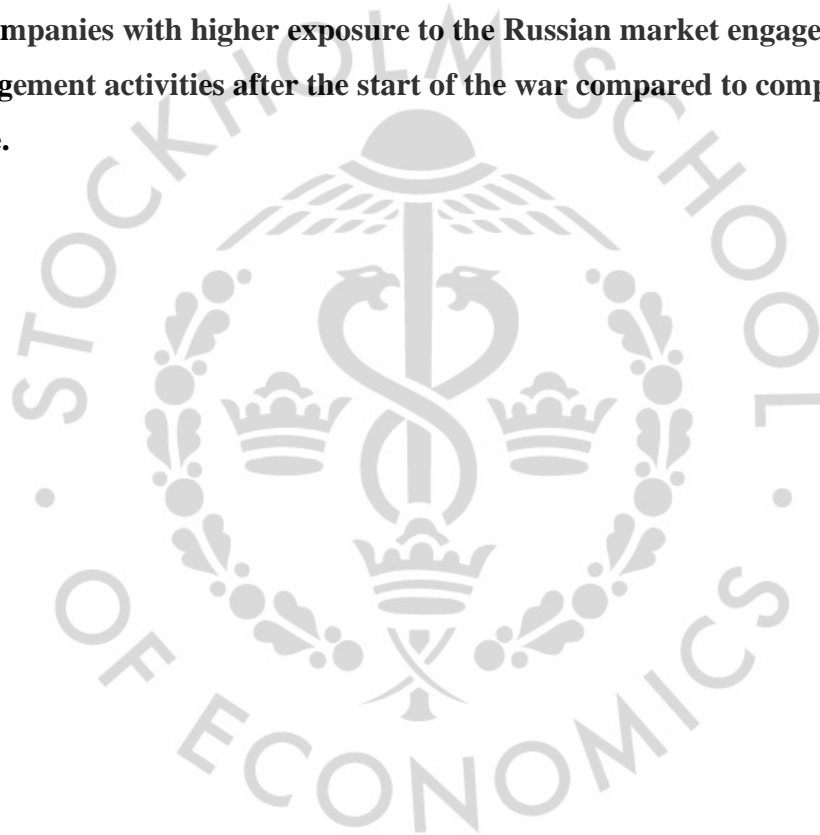 mpanies with higher exposure to the Russian market engage
gement activities after the start of the war compared to comp
.
STOCKHOLM SCHOOL
· OF ECONOMICS ·